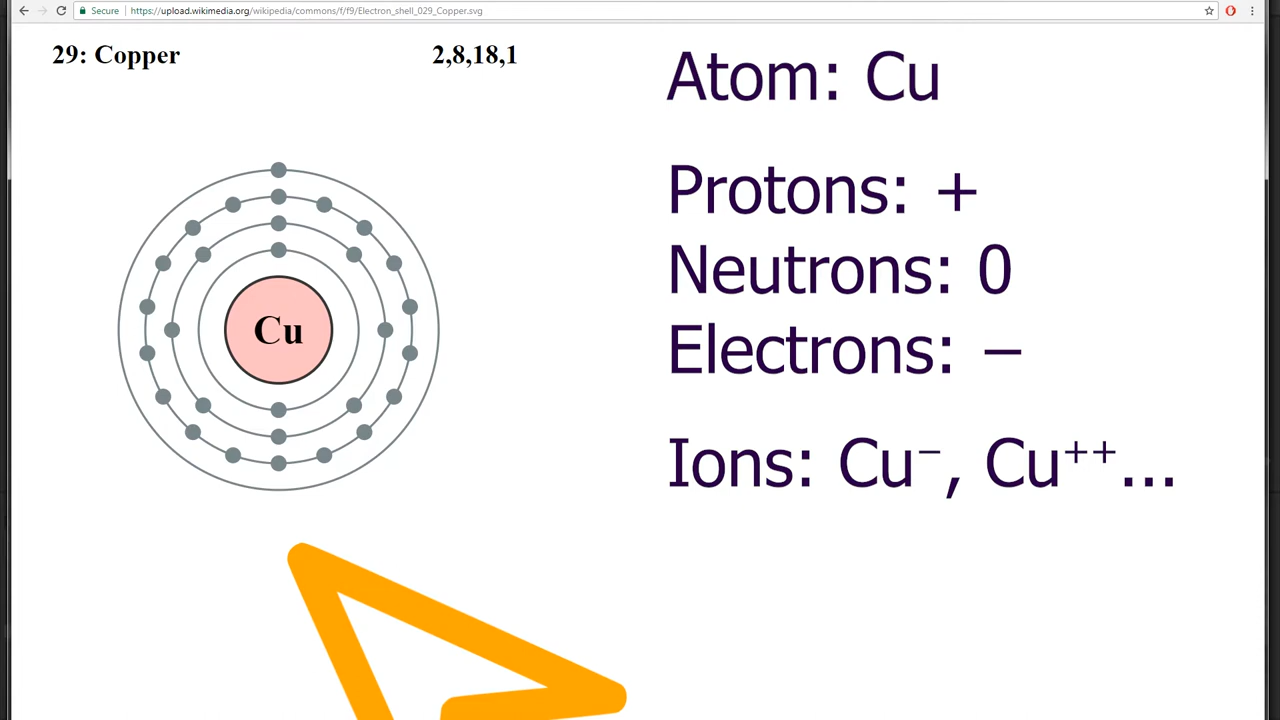 Secure https://upload.wikimedia.org/wikipedia/commons/f/f9/Electron_shell_029_Copper.svg
29: Copper 2,8,18,1
Cu
Atom: Cu
Protons: +
Neutrons: 0
Electrons: −
Ions: Cu⁻, Cu⁺⁺...